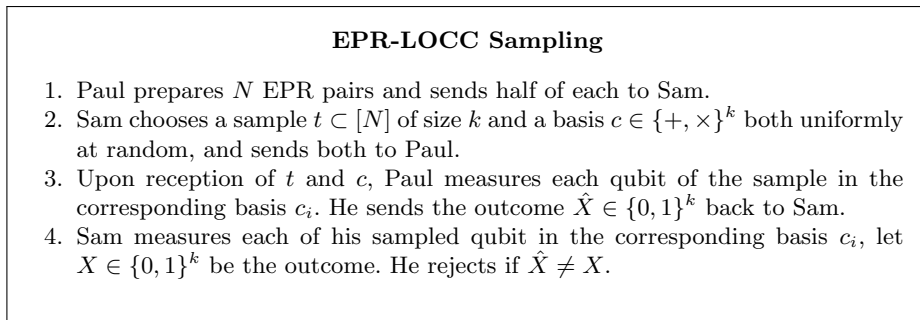 EPR-LOCC Sampling
1. Paul prepares N EPR pairs and sends half of each to Sam.
2. Sam chooses a sample t ⊂ [N] of size k and a basis c ∈ {+, ×}^k both uniformly
at random, and sends both to Paul.
3. Upon reception of t and c, Paul measures each qubit of the sample in the
corresponding basis c_i. He sends the outcome X̂ ∈ {0, 1}^k back to Sam.
4. Sam measures each of his sampled qubit in the corresponding basis c_i, let
X ∈ {0, 1}^k be the outcome. He rejects if X̂ ≠ X.